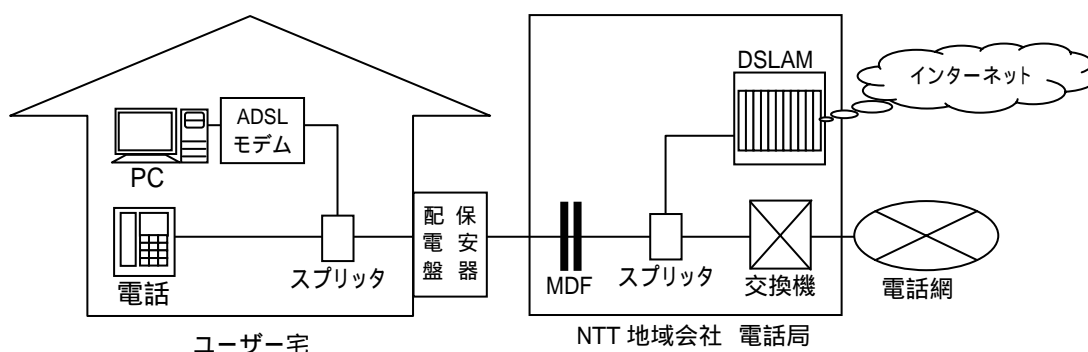 DSLAM
インターネット
ADSL
モデム
PC
配電盤
保安器
スプリッタ
電話
MDF
スプリッタ
交換機
電話網
ユーザー宅
NTT 地域会社 電話局